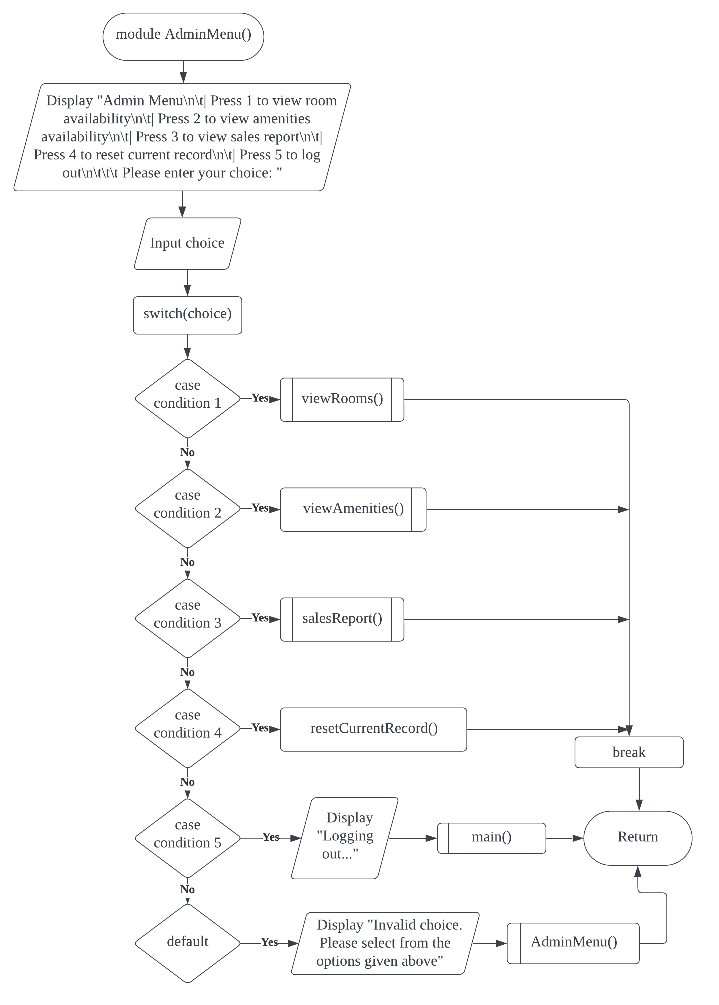 module AdminMenu()
Display "Admin Menu\n\t| Press 1 to view room
availability\n\t| Press 2 to view amenities
availability\n\t| Press 3 to view sales report\n\t|
Press 4 to reset current record\n\t| Press 5 to log
out\n\t\t\t Please enter your choice: "
Input choice
switch(choice)
case
condition 1
Yes
viewRooms()
No
case
condition 2
Yes
viewAmenities()
No
case
condition 3
Yes
salesReport()
No
case
condition 4
Yes
resetCurrentRecord()
break
No
case
condition 5
Yes
Display
"Logging
out..."
main()
Return
No
default
Yes
Display "Invalid choice.
Please select from the
options given above"
AdminMenu()